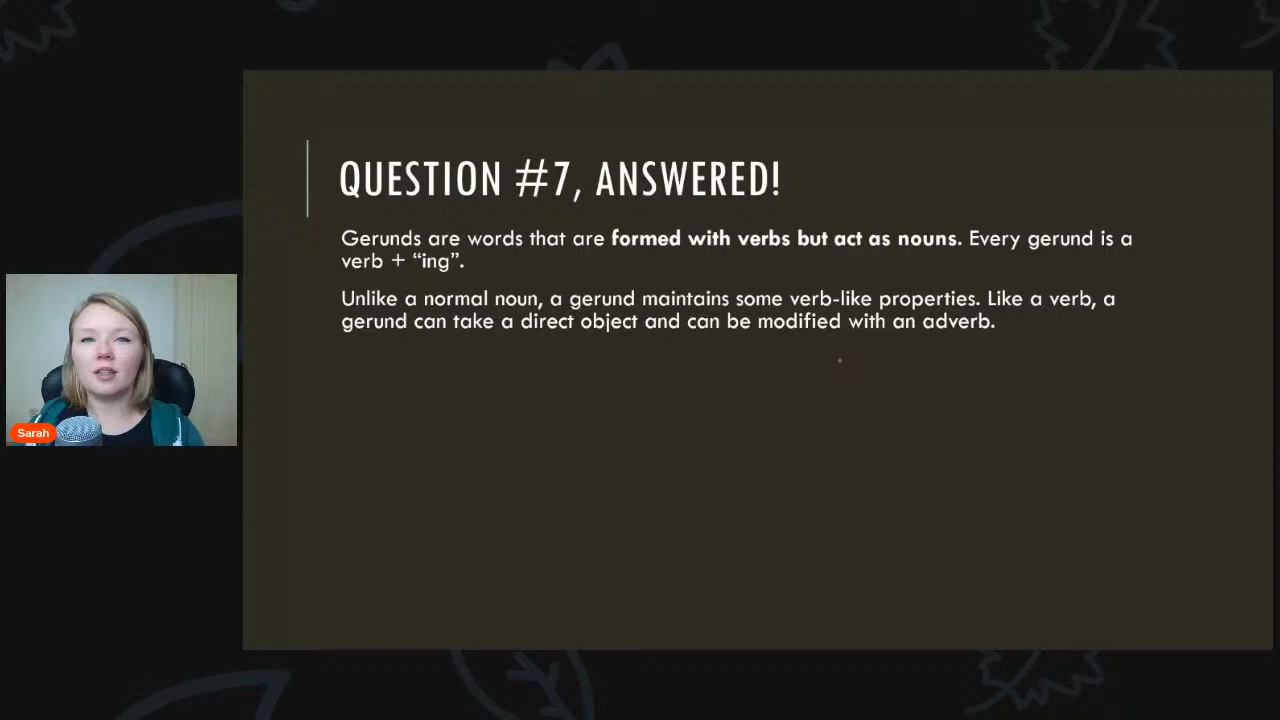 QUESTION #7, ANSWERED!
Gerunds are words that are formed with verbs but act as nouns. Every gerund is a
verb + “ing”.
Unlike a normal noun, a gerund maintains some verb-like properties. Like a verb, a
gerund can take a direct object and can be modified with an adverb.
Sarah